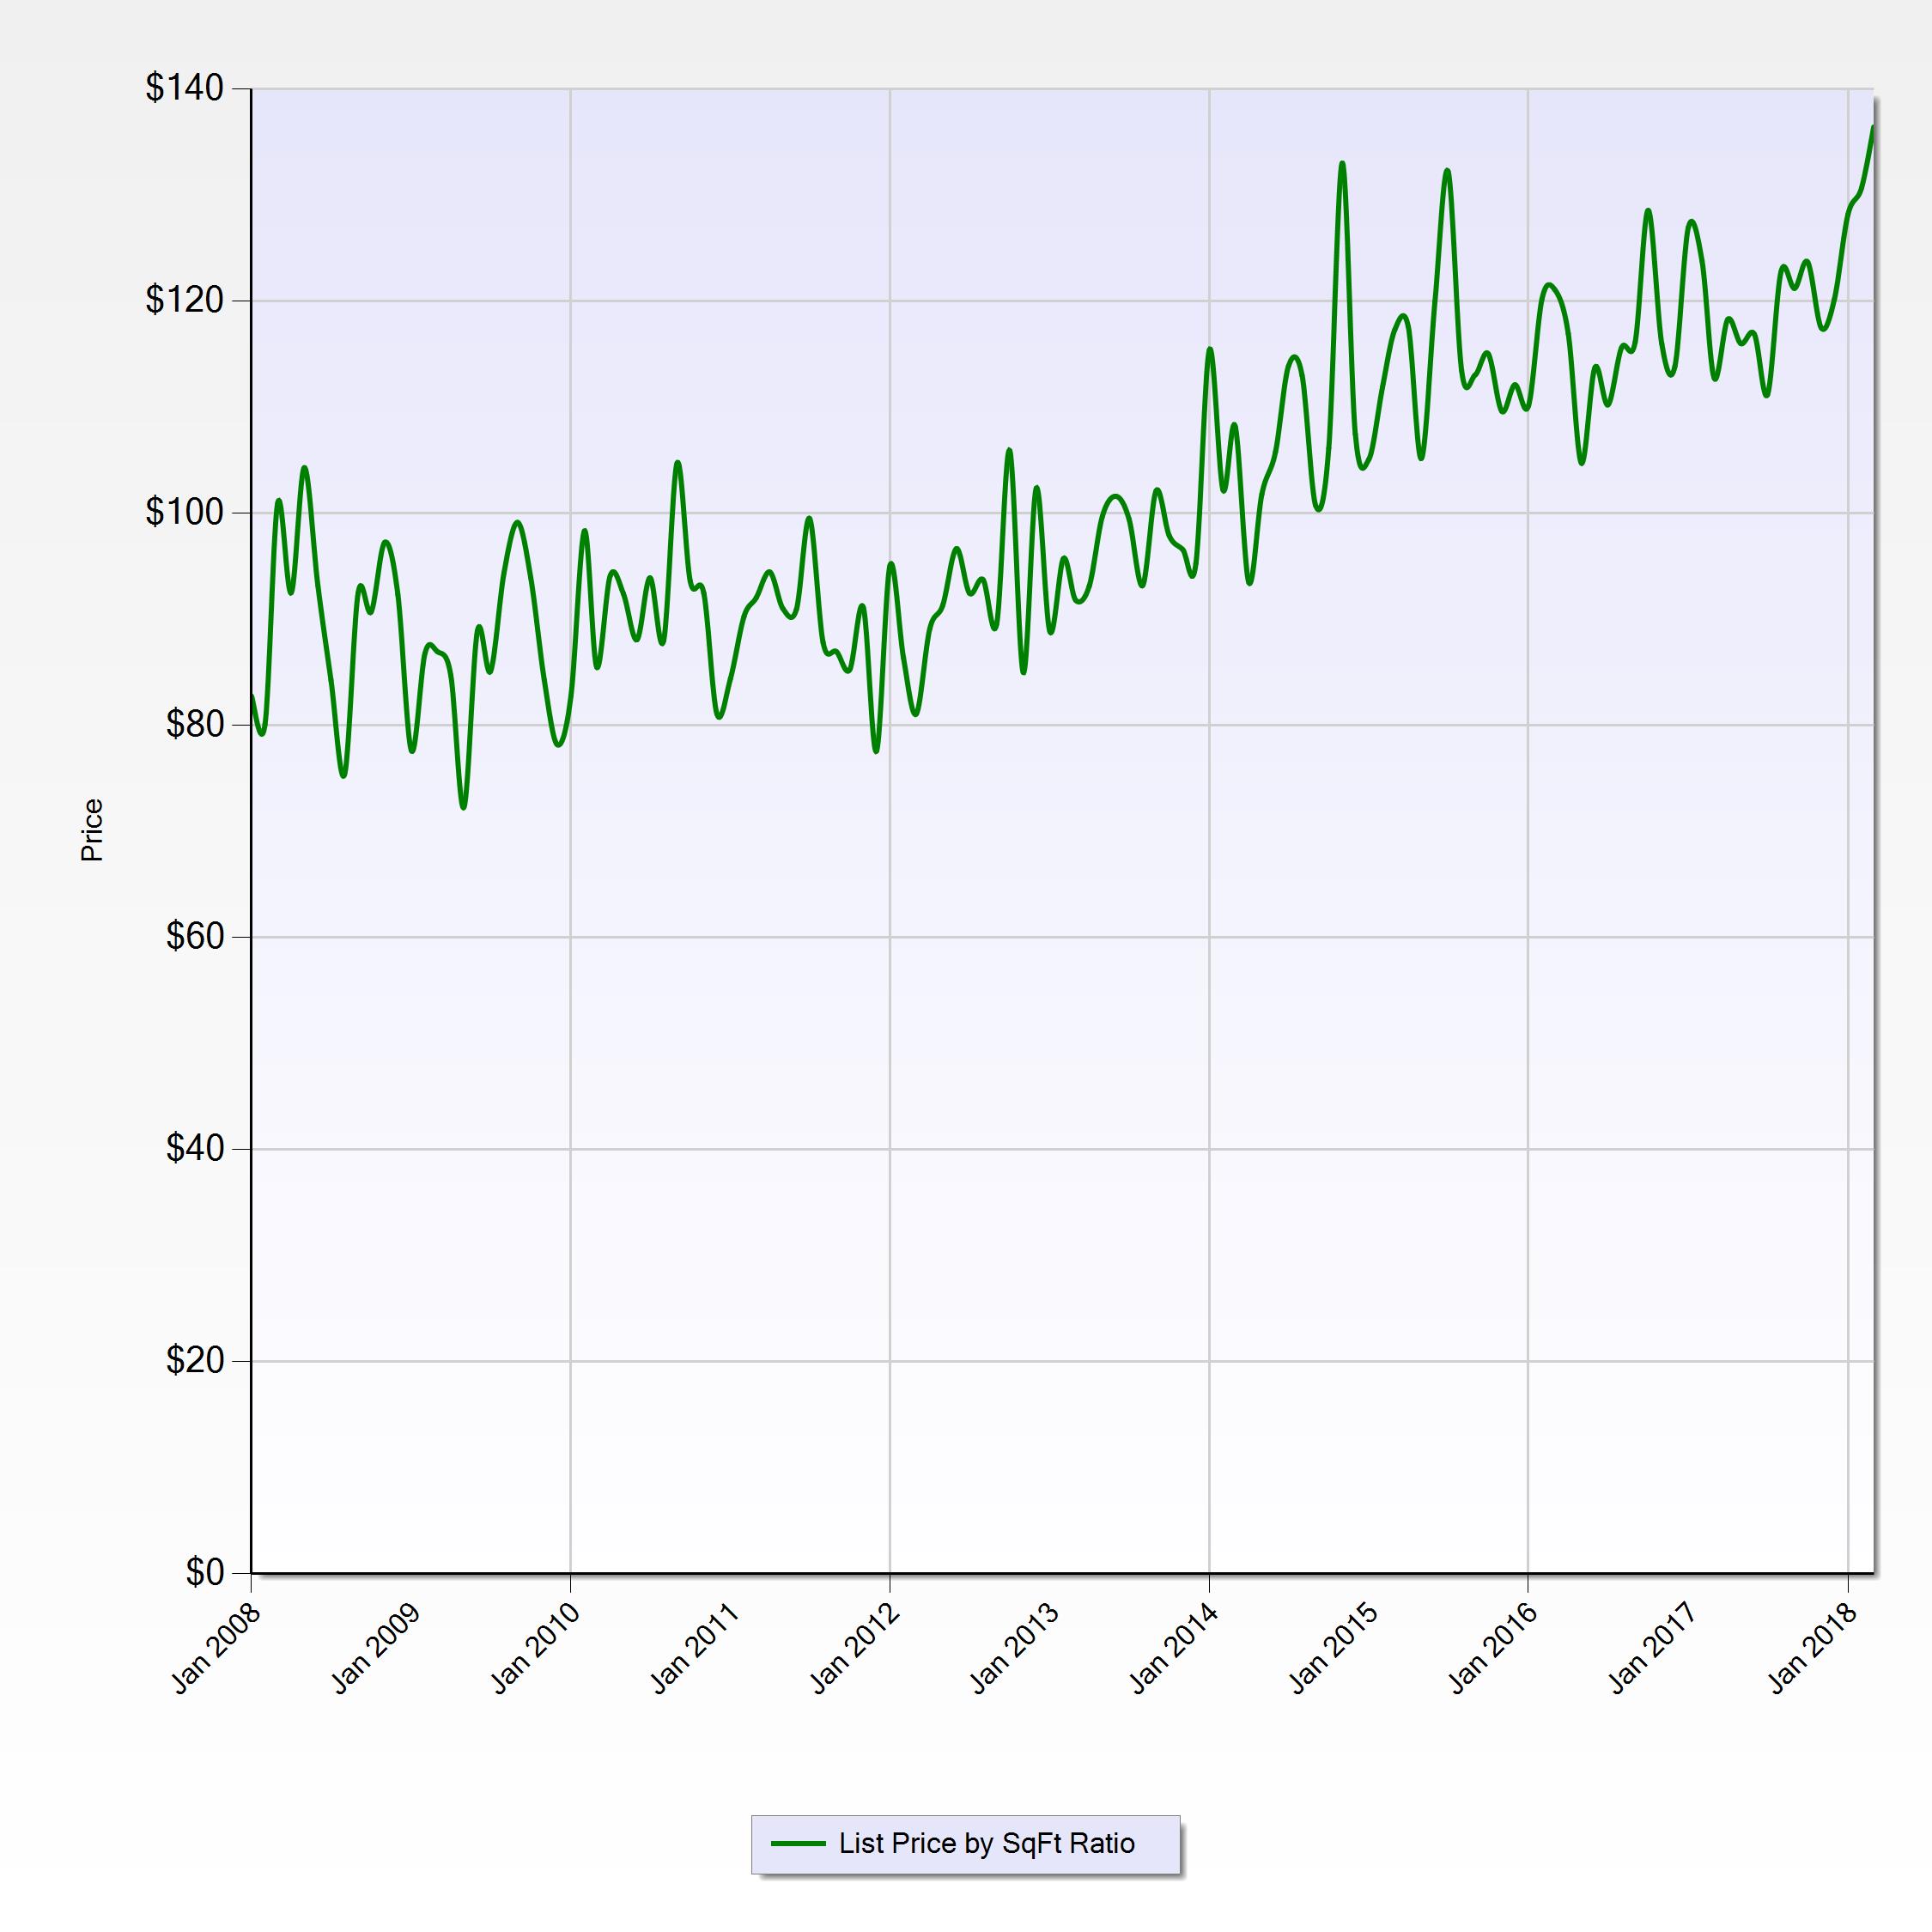 $140
$120
$100
$80
$60
$40
$20
$0
Price
Jan 2008
Jan 2009
Jan 2010
Jan 2011
Jan 2012
Jan 2013
Jan 2014
Jan 2015
Jan 2016
Jan 2017
Jan 2018
List Price by SqFt Ratio